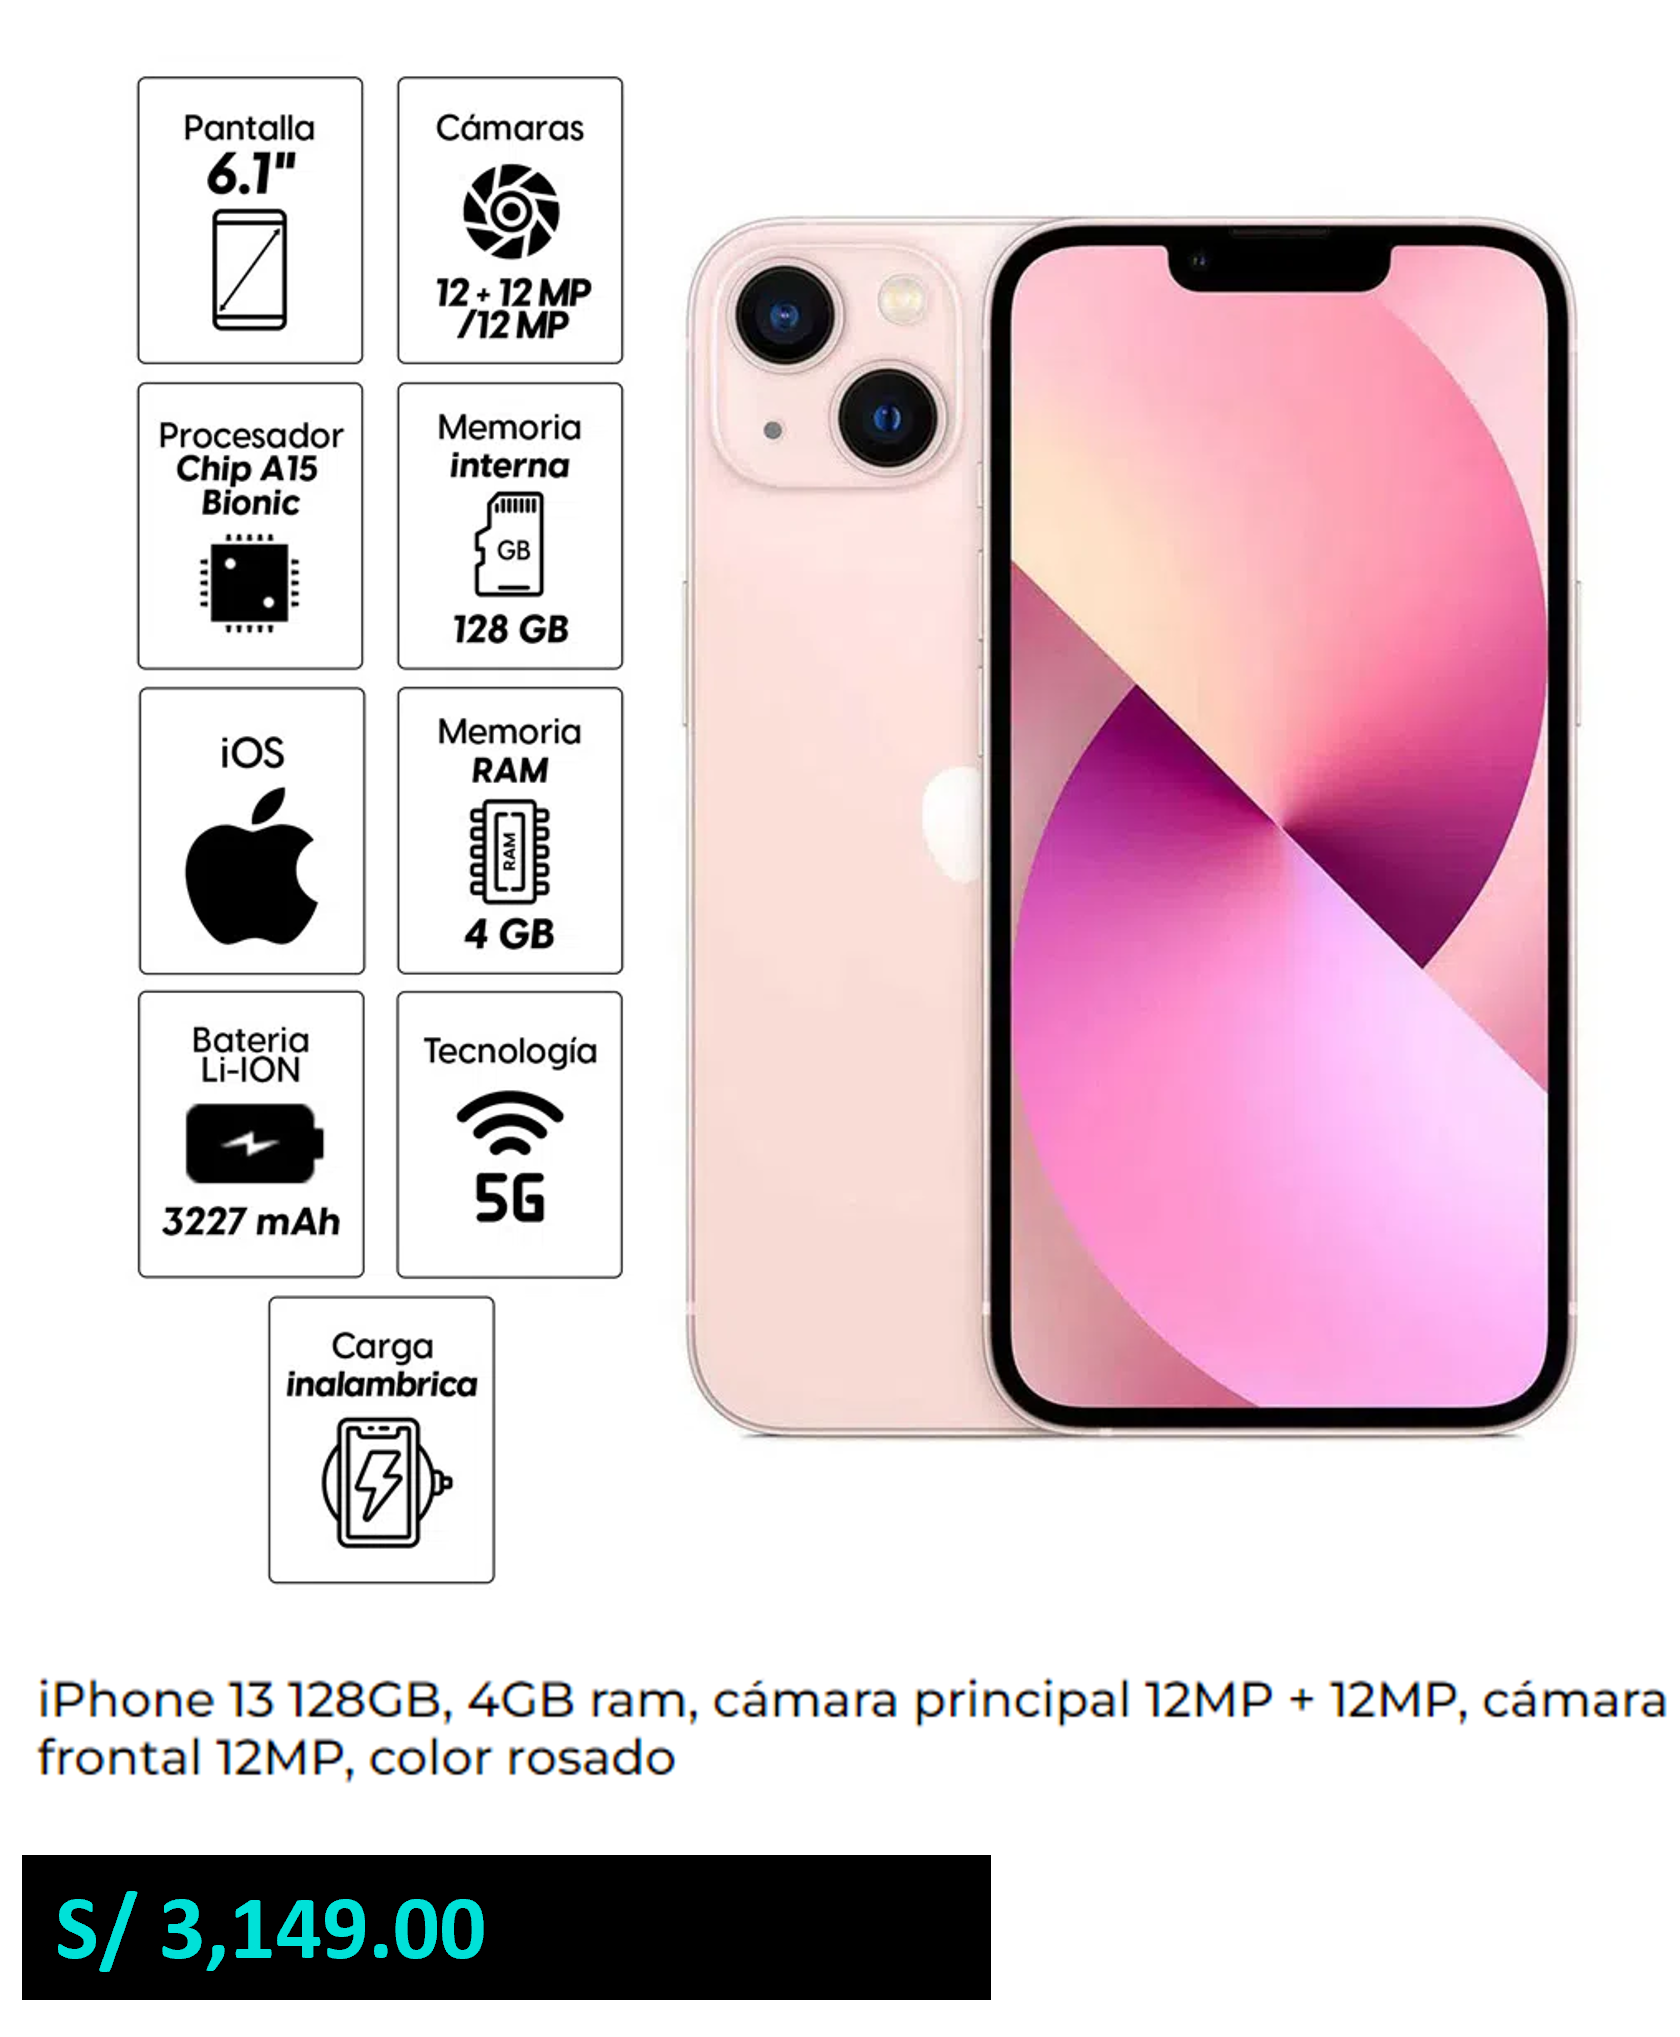 Pantalla
6.1"
Cámaras
12 + 12 MP
/12 MP
Procesador
Chip A15
Bionic
Memoria
interna
GB
128 GB
iOS
Memoria
RAM
RAM
4 GB
Bateria
Li-ION
3227 mAh
Tecnología
5G
Carga
inalambrica
iPhone 13 128GB, 4GB ram, cámara principal 12MP + 12MP, cámara
frontal 12MP, color rosado
S/ 3,149.00